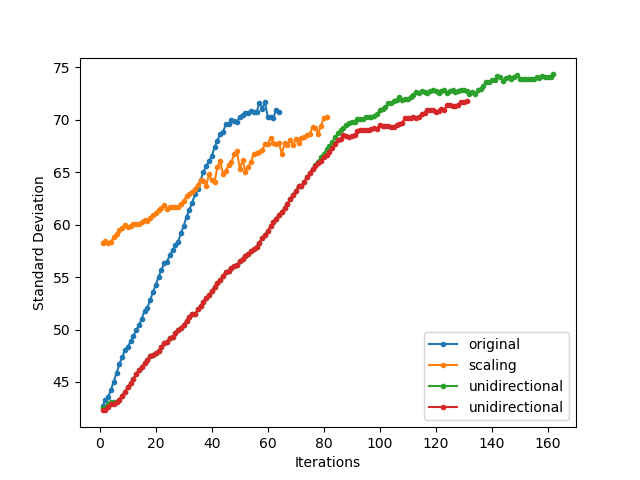 75
70
65
60
55
50
45
Standard Deviation
0 20 40 60 80 100 120 140 160
Iterations
original
scaling
unidirectional
unidirectional